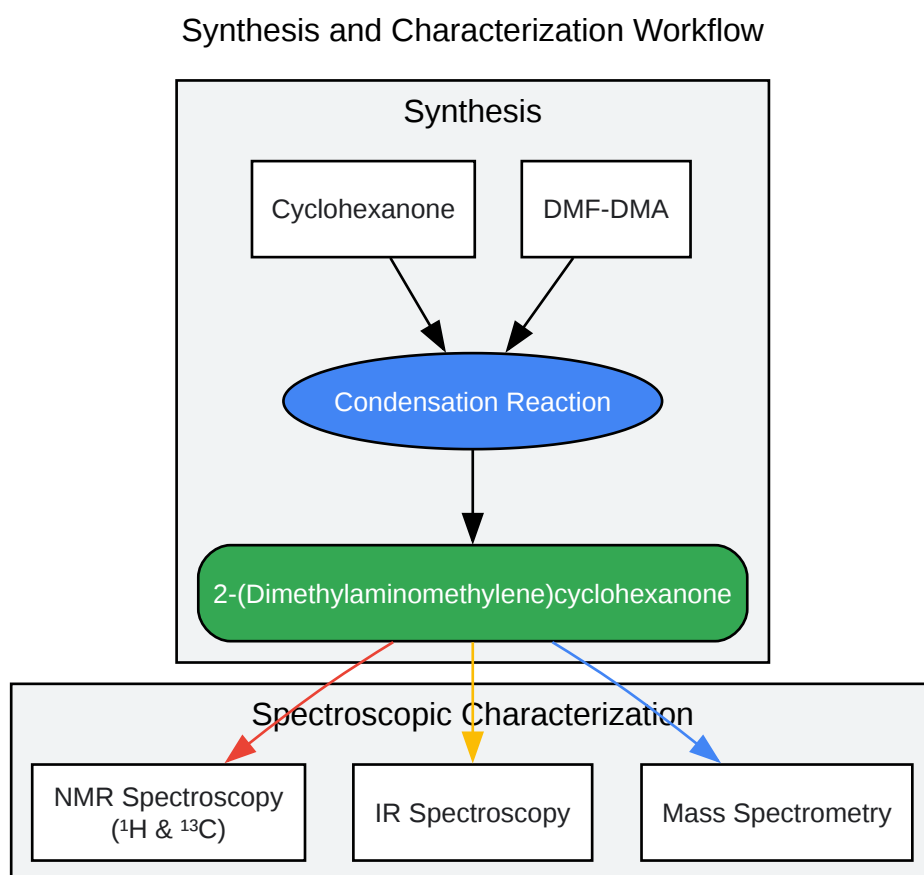 Synthesis and Characterization Workflow
Synthesis
Cyclohexanone
DMF-DMA
Condensation Reaction
2-(Dimethylaminomethylene)cyclohexanone
Spectroscopic Characterization
NMR Spectroscopy
(¹H & ¹³C)
IR Spectroscopy
Mass Spectrometry